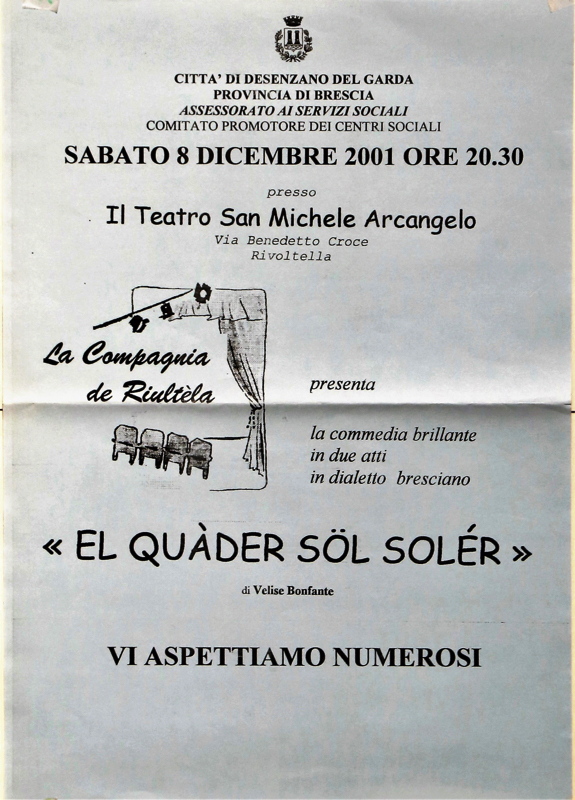 CITTA' DI DESENZANO DEL GARDA
PROVINCIA DI BRESCIA
ASSESSORATO AI SERVIZI SOCIALI
COMITATO PROMOTORE DEI CENTRI SOCIALI
SABATO 8 DICEMBRE 2001 ORE 20.30
presso
Il Teatro San Michele Arcangelo
Via Benedetto Croce
Rivoltella
La Compagnia
de Riultèla
presenta
la commedia brillante
in due atti
in dialetto bresciano
« EL QUÀDER SÖL SOLÉR »
di Velise Bonfante
VI ASPETTIAMO NUMEROSI